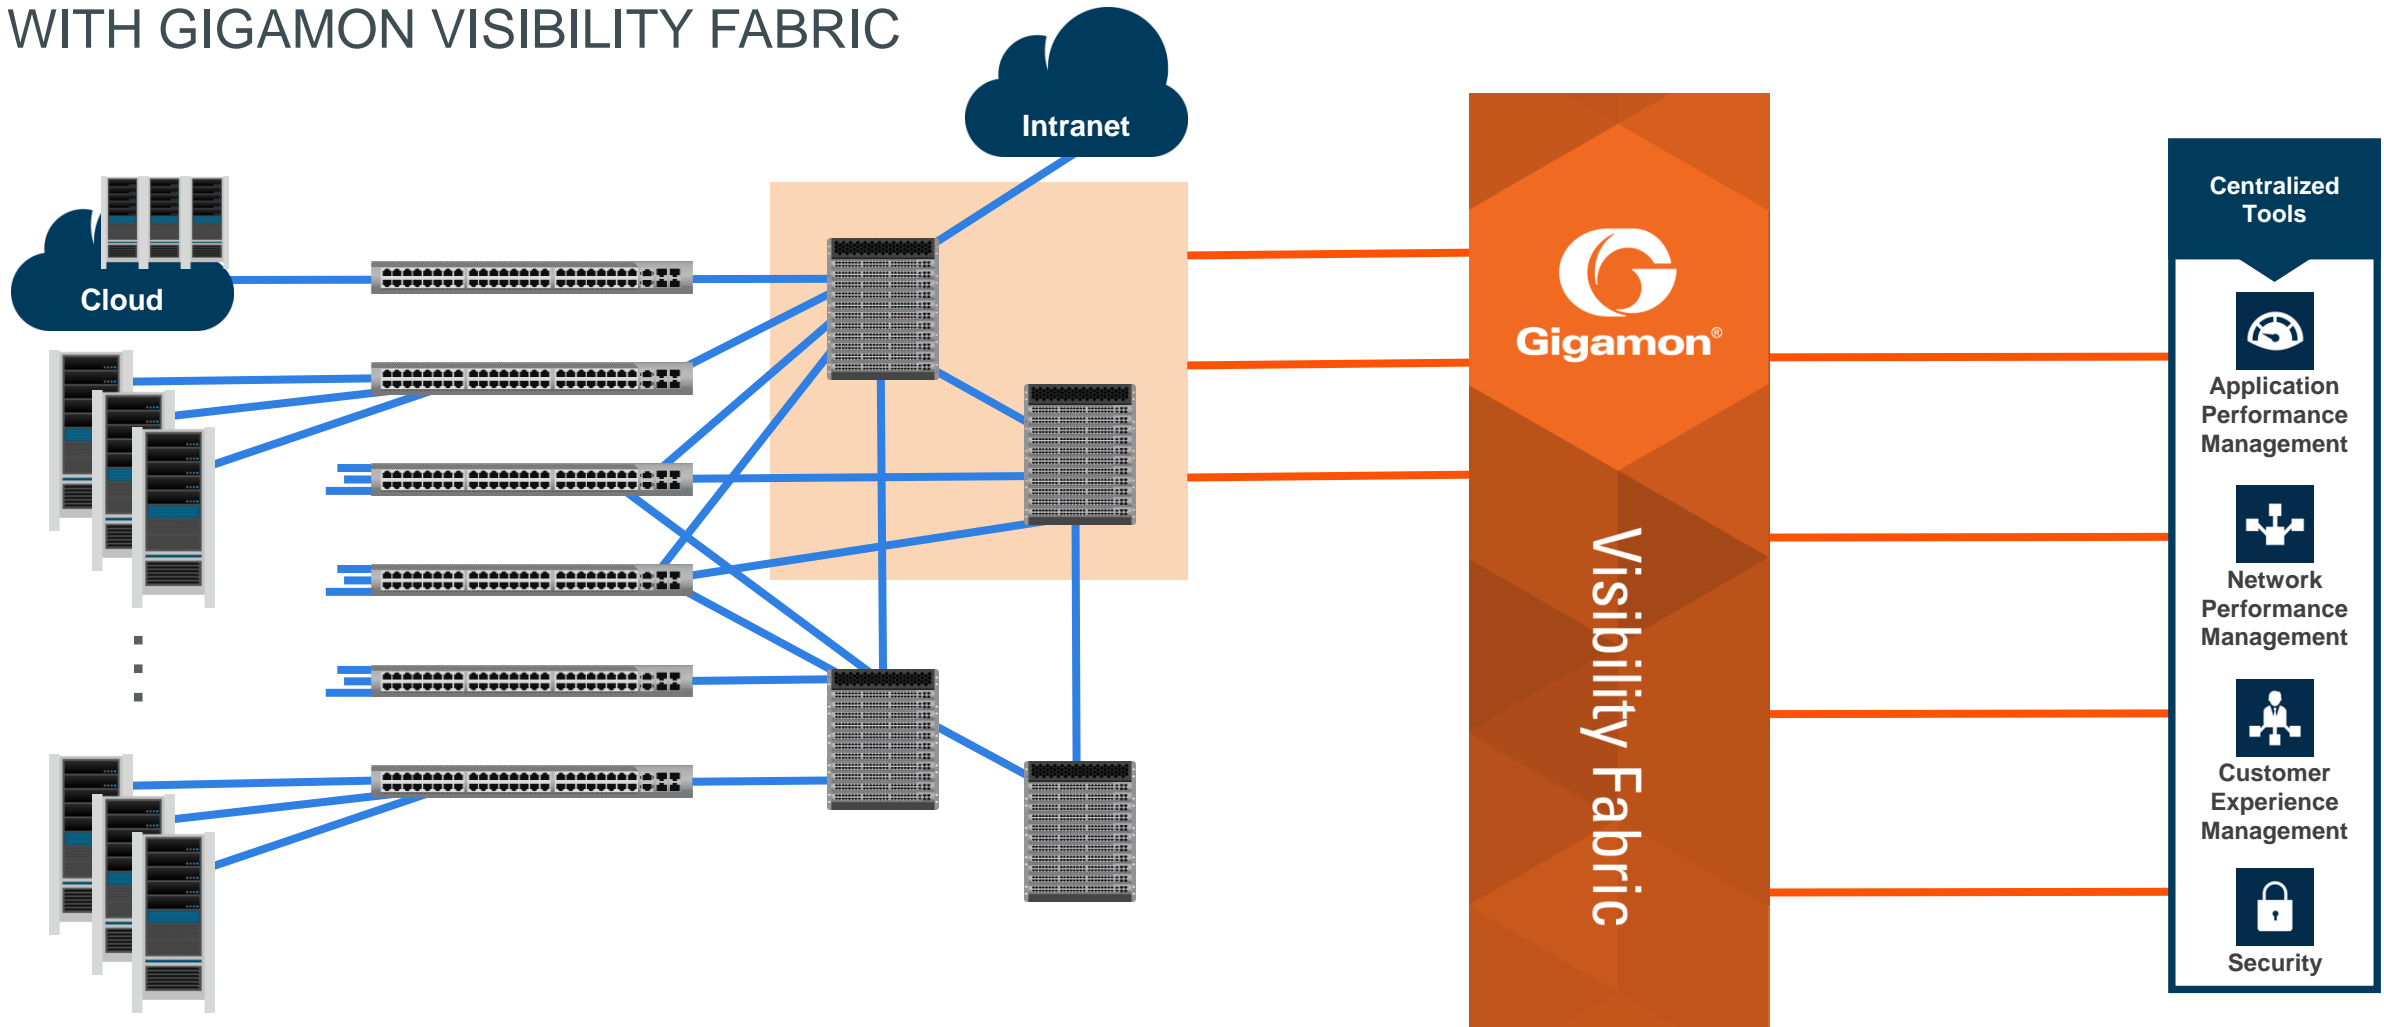 WITH GIGAMON VISIBILITY FABRIC
Intranet
Cloud
Gigamon®
Visibility Fabric
Centralized
Tools
Application
Performance
Management
Network
Performance
Management
Customer
Experience
Management
Security